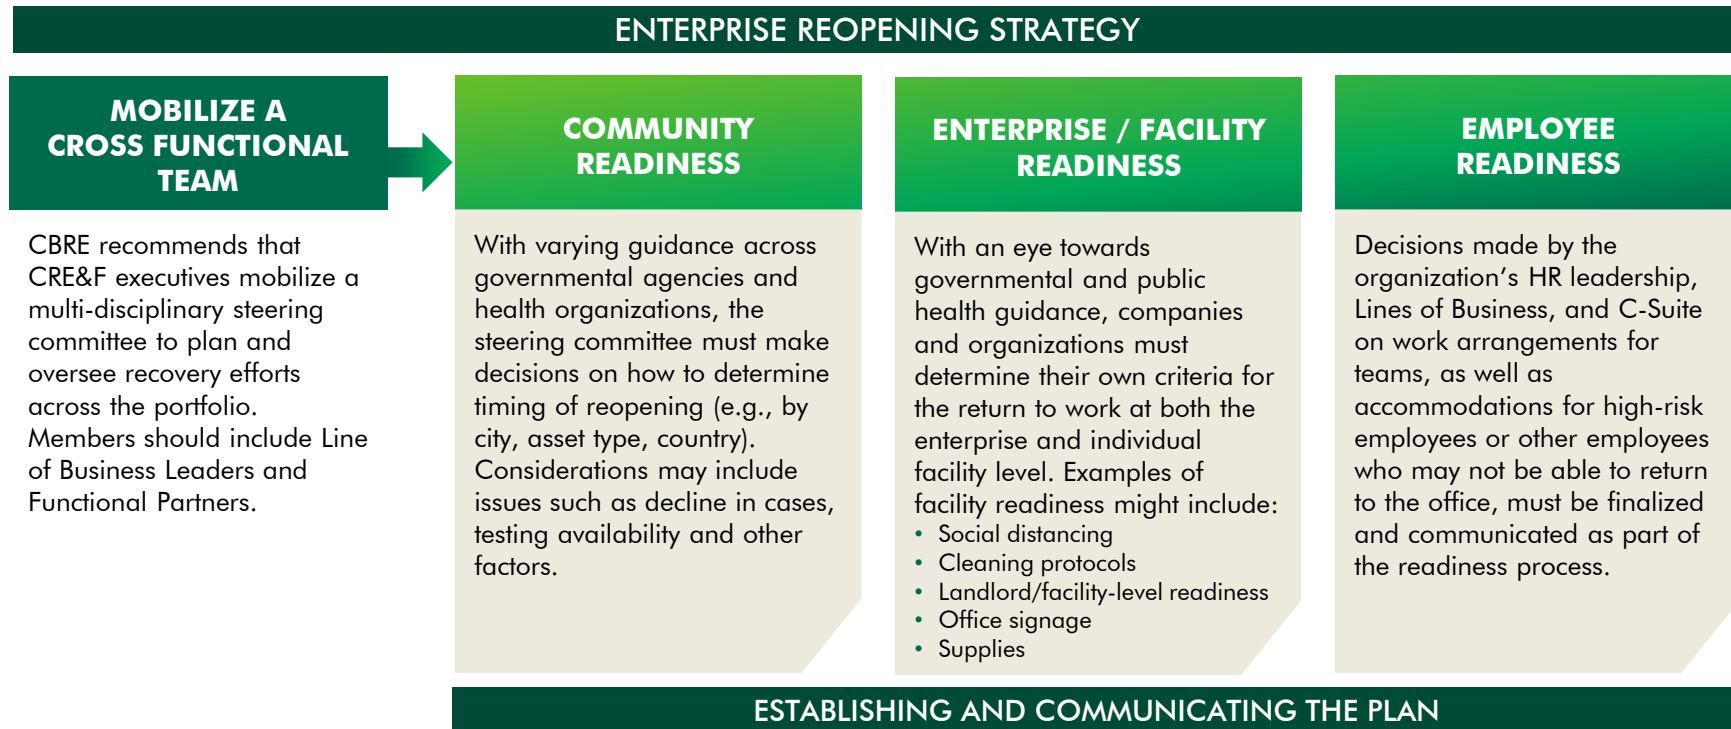 ENTERPRISE REOPENING STRATEGY
MOBILIZE A
CROSS FUNCTIONAL
TEAM
CBRE recommends that
CRE&F executives mobilize a
multi-disciplinary steering
committee to plan and
oversee recovery efforts
across the portfolio.
Members should include Line
of Business Leaders and
Functional Partners.
COMMUNITY
READINESS
With varying guidance across
governmental agencies and
health organizations, the
steering committee must make
decisions on how to determine
timing of reopening (e.g., by
city, asset type, country).
Considerations may include
issues such as decline in cases,
testing availability and other
factors.
ENTERPRISE / FACILITY
READINESS
With an eye towards
governmental and public
health guidance, companies
and organizations must
determine their own criteria for
the return to work at both the
enterprise and individual
facility level. Examples of
facility readiness might include:
• Social distancing
• Cleaning protocols
• Landlord/facility-level readiness
• Office signage
• Supplies
EMPLOYEE
READINESS
Decisions made by the
organization’s HR leadership,
Lines of Business, and C-Suite
on work arrangements for
teams, as well as
accommodations for high-risk
employees or other employees
who may not be able to return
to the office, must be finalized
and communicated as part of
the readiness process.
ESTABLISHING AND COMMUNICATING THE PLAN